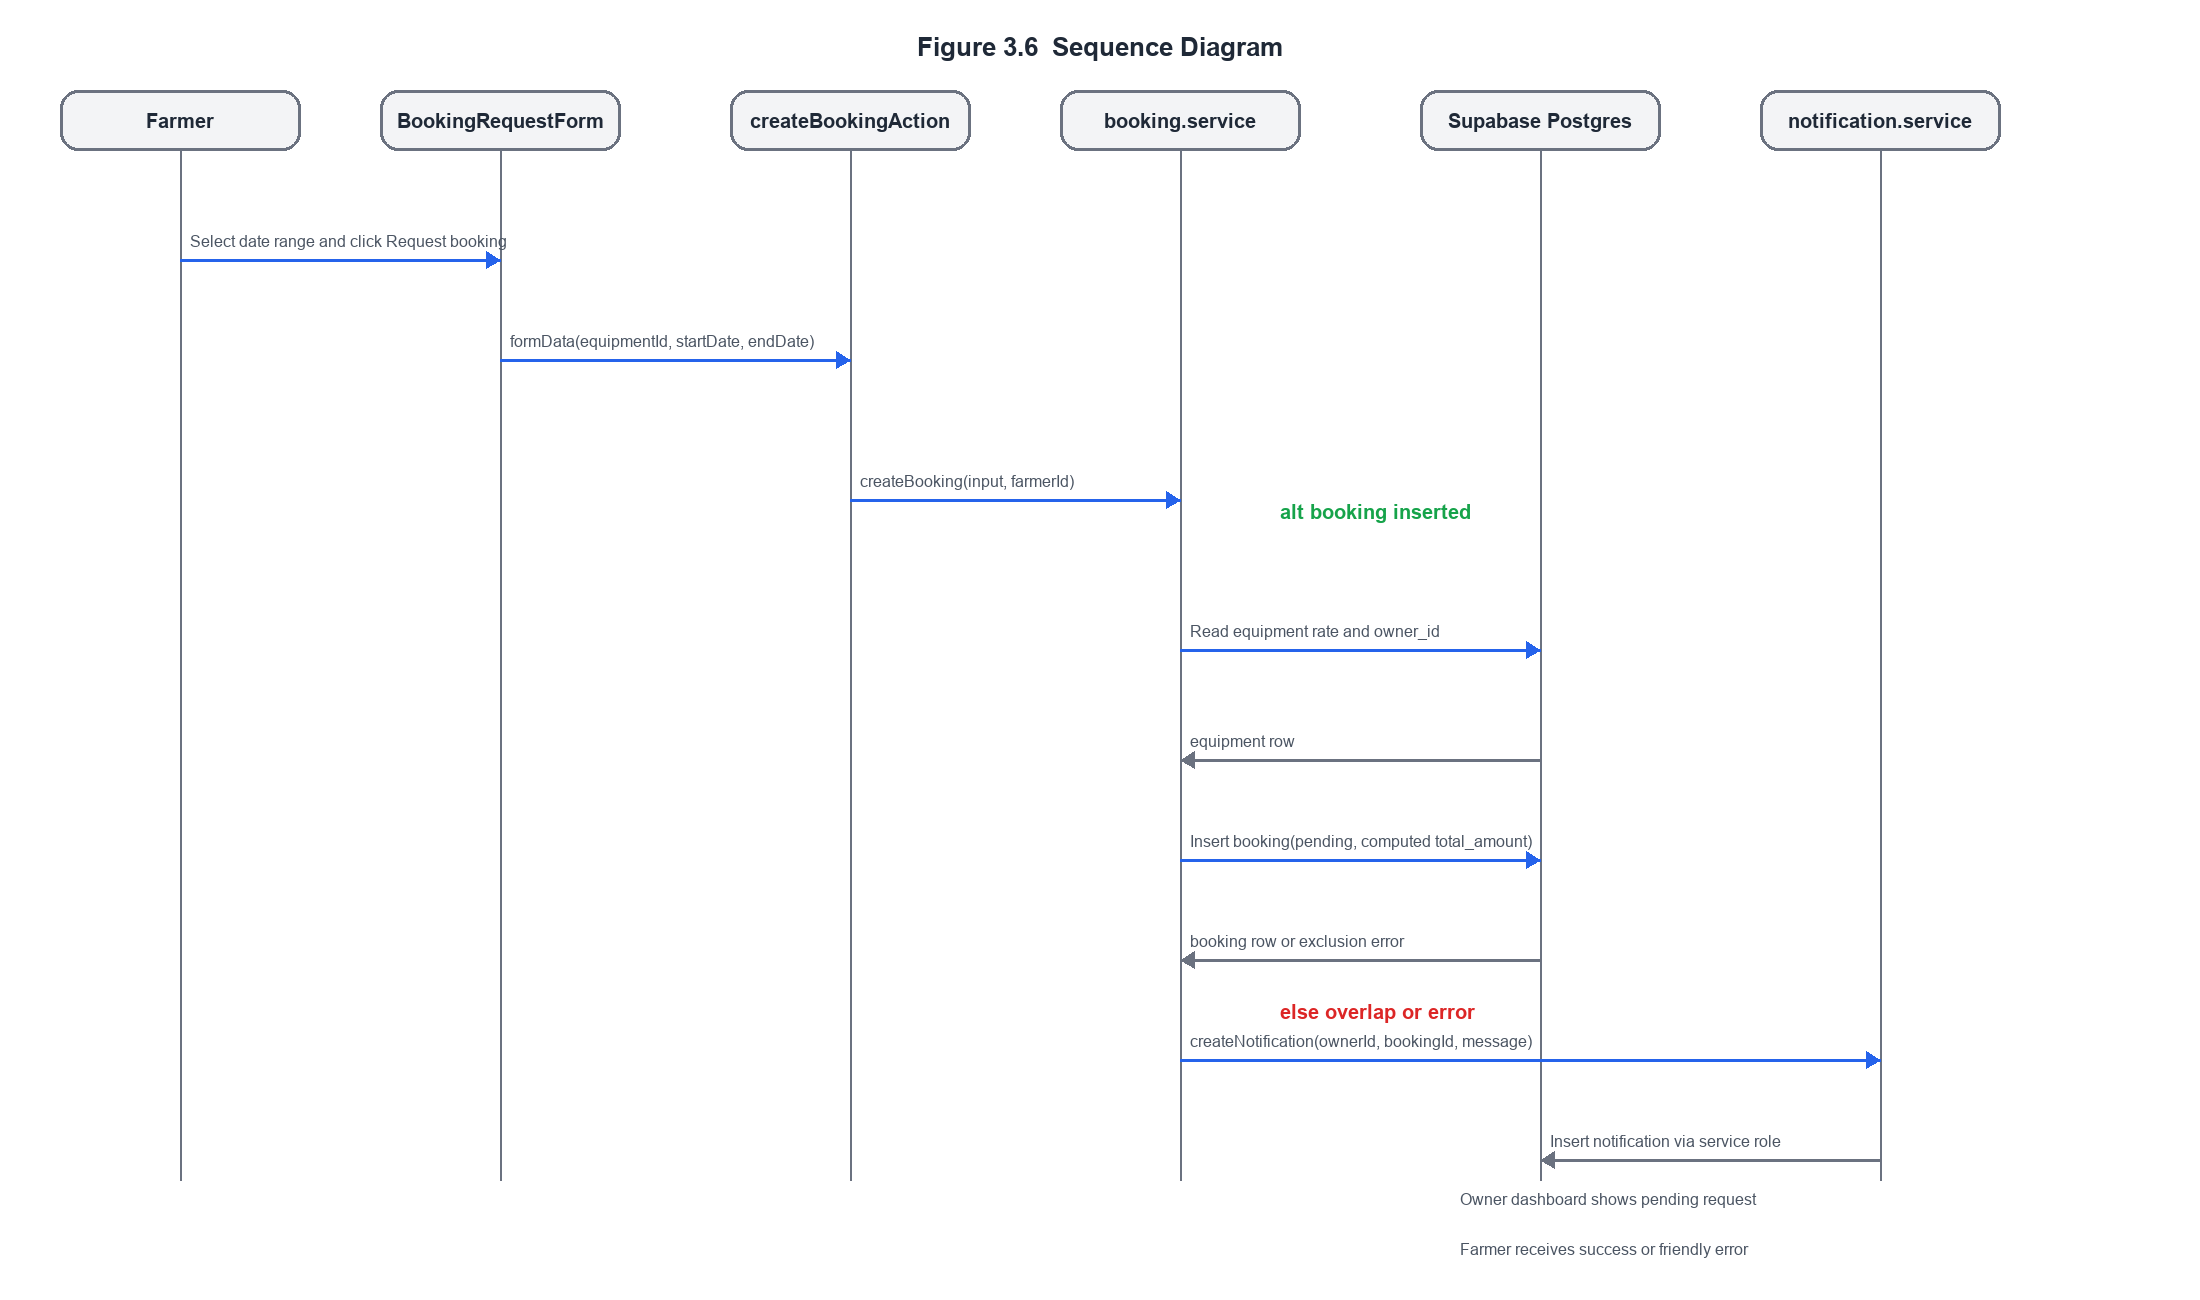 Figure 3.6  Sequence Diagram
Farmer
BookingRequestForm
createBookingAction
booking.service
Supabase Postgres
notification.service
Select date range and click Request booking
formData(equipmentId, startDate, endDate)
createBooking(input, farmerId)
alt booking inserted
Read equipment rate and owner_id
equipment row
Insert booking(pending, computed total_amount)
booking row or exclusion error
else overlap or error
createNotification(ownerId, bookingId, message)
Insert notification via service role
Owner dashboard shows pending request
Farmer receives success or friendly error